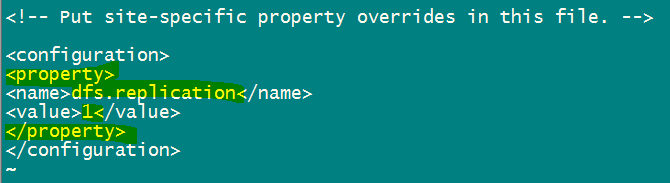 <!-- Put site-specific property overrides in this file. -->
<configuration>
<property>
<name>dfs.replication</name>
<value>1</value>
</property>
</configuration>
~